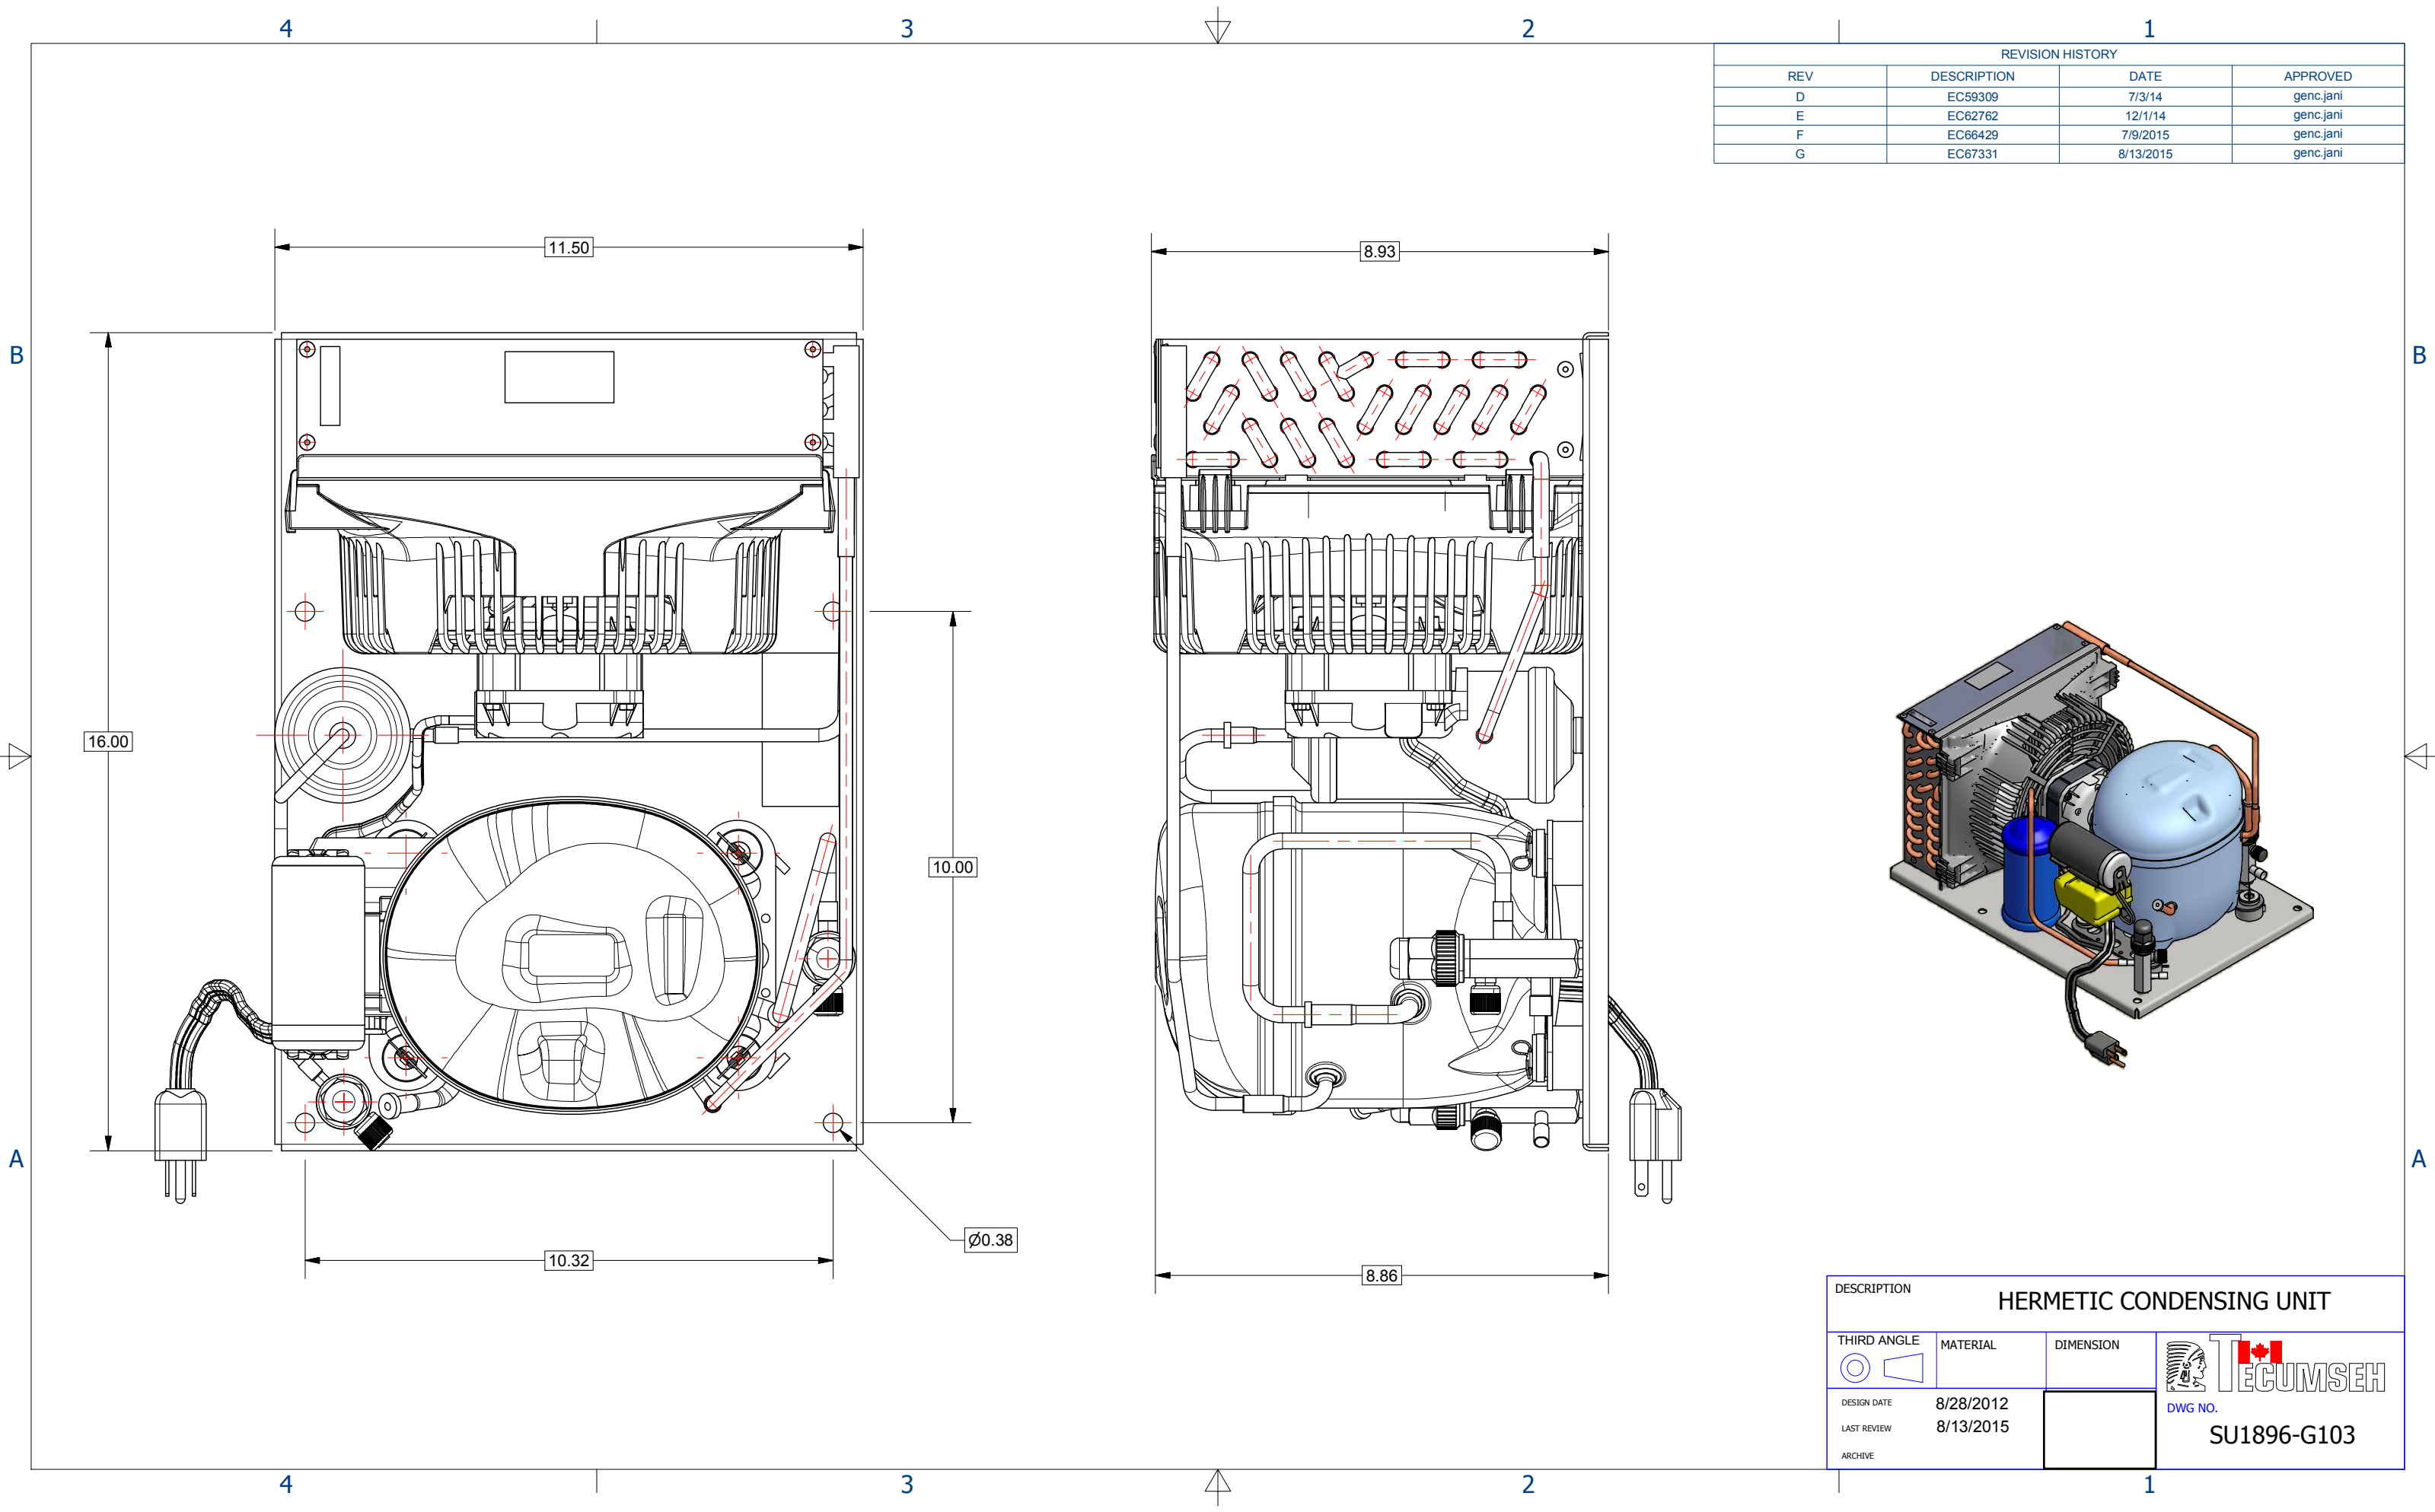 4 3 2 1
REVISION HISTORY
REV DESCRIPTION DATE APPROVED
D EC59309 7/3/14 genc.jani
E EC62762 12/1/14 genc.jani
F EC66429 7/9/2015 genc.jani
G EC67331 8/13/2015 genc.jani
11.50
8.93
B B
16.00
10.00
A A
Ø0.38
10.32
8.86
DESCRIPTION
HERMETIC CONDENSING UNIT
THIRD ANGLE
MATERIAL
DIMENSION
TECUMSEH
DESIGN DATE 8/28/2012
LAST REVIEW 8/13/2015
ARCHIVE
DWG NO.
SU1896-G103
4 3 2 1